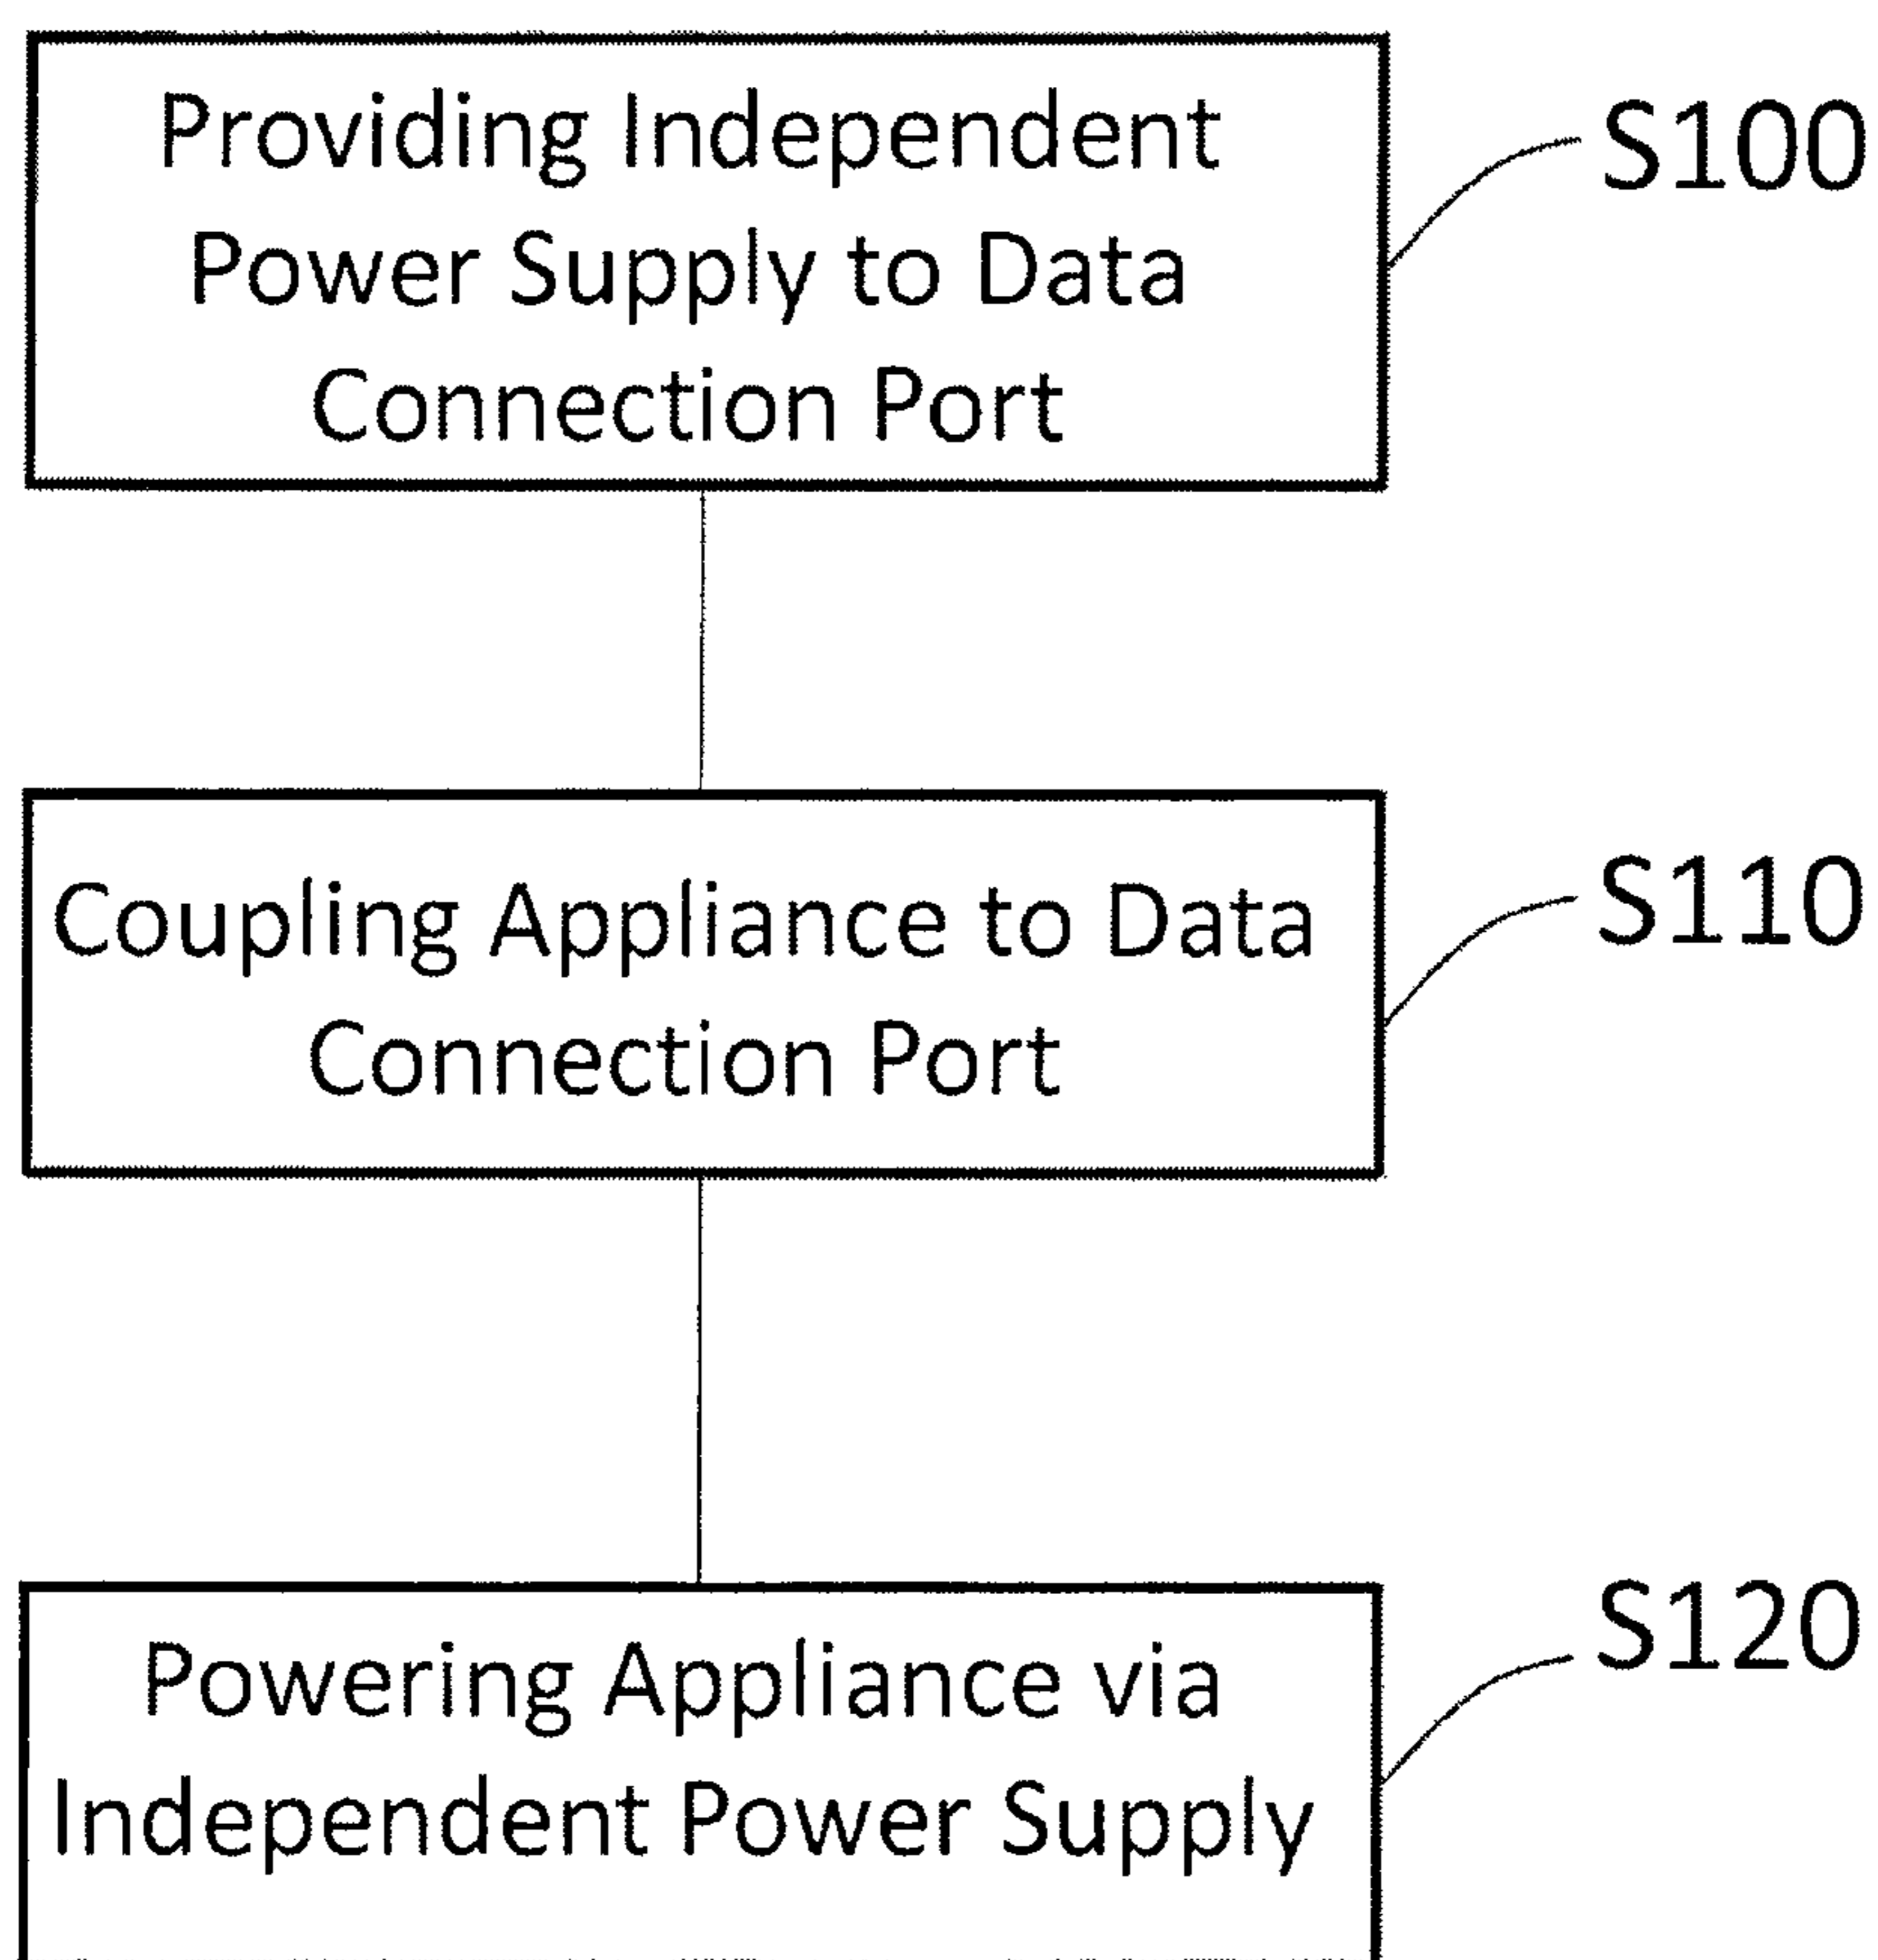 Providing Independent
Power Supply to Data
Connection Port
S100
Coupling Appliance to Data
Connection Port
S110
Powering Appliance via
Independent Power Supply
S120